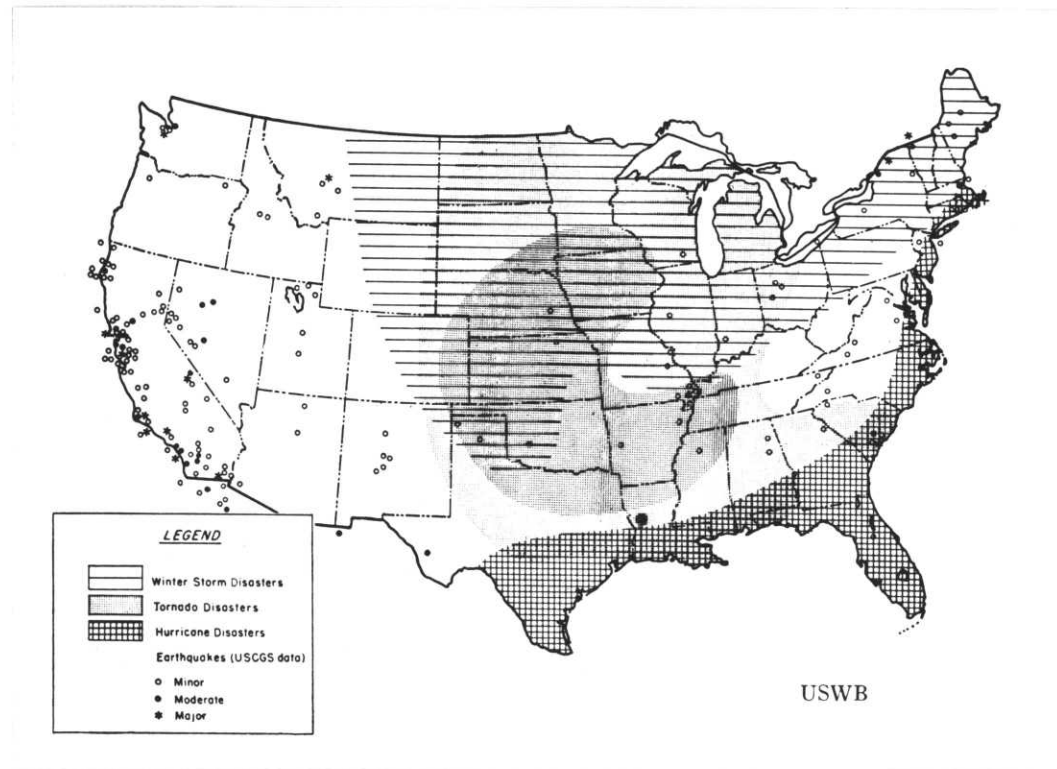 LEGEND
Winter Storm Disasters
Tornado Disasters
Hurricane Disasters
Earthquakes (USCGS data)
Minor
Moderate
Major
USWB